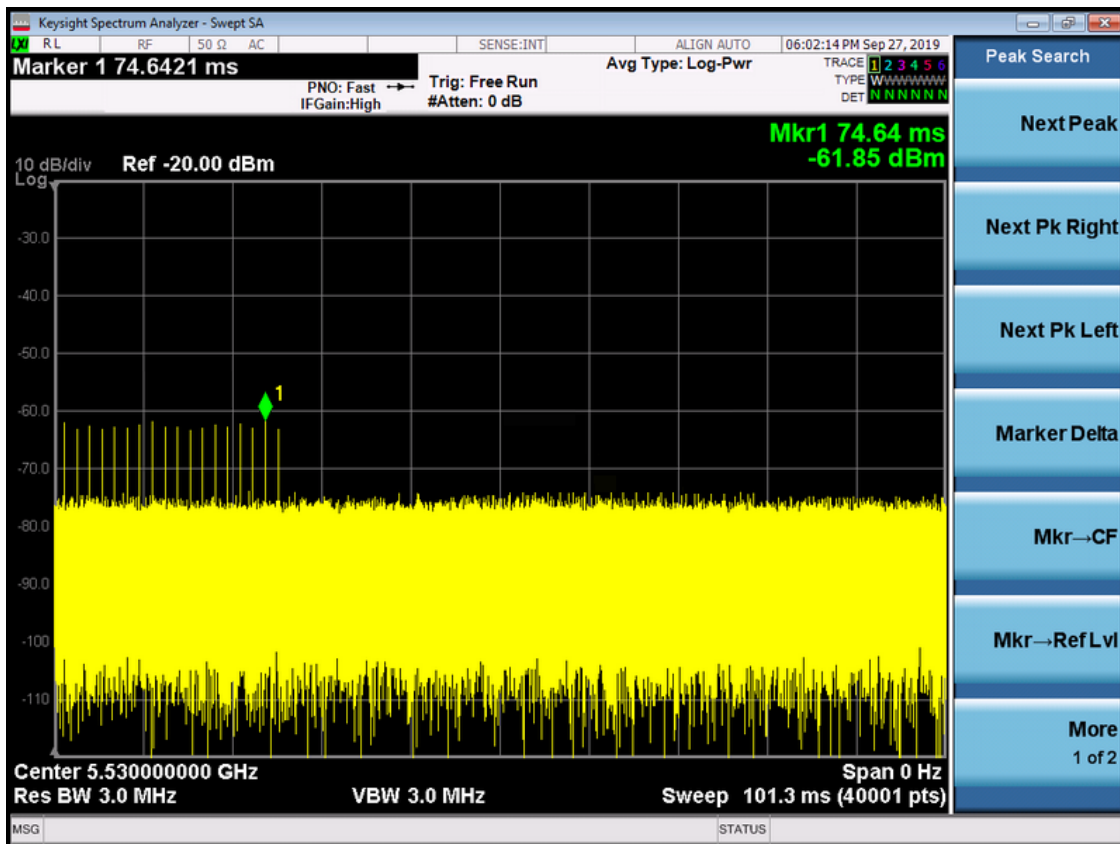 Keysight Spectrum Analyzer - Swept SA
LXI RL RF 50 Ω AC SENSE:INT ALIGN AUTO 06:02:14 PM Sep 27, 2019
Marker 1 74.6421 ms
PNO: Fast
IFGain:High
Trig: Free Run
#Atten: 0 dB
Avg Type: Log-Pwr
TRACE 1 2 3 4 5 6
TYPE WWWWWWW
DET N N N N N N
Mkr1 74.64 ms
-61.85 dBm
10 dB/div Ref -20.00 dBm
Log
-30.0
-40.0
-50.0
1
-60.0
-70.0
-80.0
-90.0
-100
-110
Center 5.530000000 GHz Span 0 Hz
Res BW 3.0 MHz VBW 3.0 MHz Sweep 101.3 ms (40001 pts)
MSG STATUS
Peak Search
Next Peak
Next Pk Right
Next Pk Left
Marker Delta
Mkr→CF
Mkr→Ref Lvl
More
1 of 2